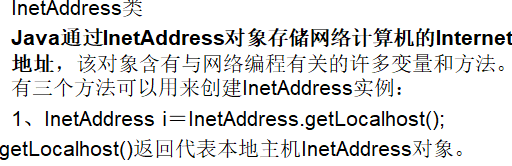 InetAddress类
Java通过InetAddress对象存储网络计算机的Internet
地址，该对象含有与网络编程有关的许多变量和方法。
有三个方法可以用来创建InetAddress实例：
1、InetAddress i＝InetAddress.getLocalhost();
getLocalhost()返回代表本地主机InetAddress对象。